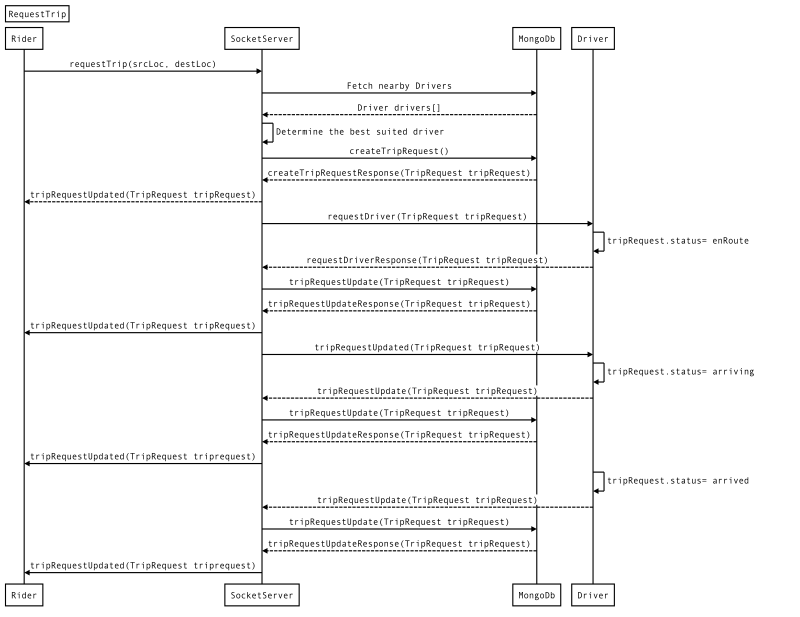 RequestTrip
Rider SocketServer MongoDb Driver
requestTrip(srcLoc, destLoc)
Fetch nearby Drivers
Driver drivers[]
Determine the best suited driver
createTripRequest()
createTripRequestResponse(TripRequest tripRequest)
tripRequestUpdated(TripRequest tripRequest)
requestDriver(TripRequest tripRequest)
tripRequest.status= enRoute
requestDriverResponse(TripRequest tripRequest)
tripRequestUpdate(TripRequest tripRequest)
tripRequestUpdateResponse(TripRequest tripRequest)
tripRequestUpdated(TripRequest tripRequest)
tripRequestUpdated(TripRequest tripRequest)
tripRequest.status= arriving
tripRequestUpdate(TripRequest tripRequest)
tripRequestUpdate(TripRequest tripRequest)
tripRequestUpdateResponse(TripRequest tripRequest)
tripRequestUpdated(TripRequest triprequest)
tripRequest.status= arrived
tripRequestUpdate(TripRequest tripRequest)
tripRequestUpdate(TripRequest tripRequest)
tripRequestUpdateResponse(TripRequest tripRequest)
tripRequestUpdated(TripRequest triprequest)
Rider SocketServer MongoDb Driver